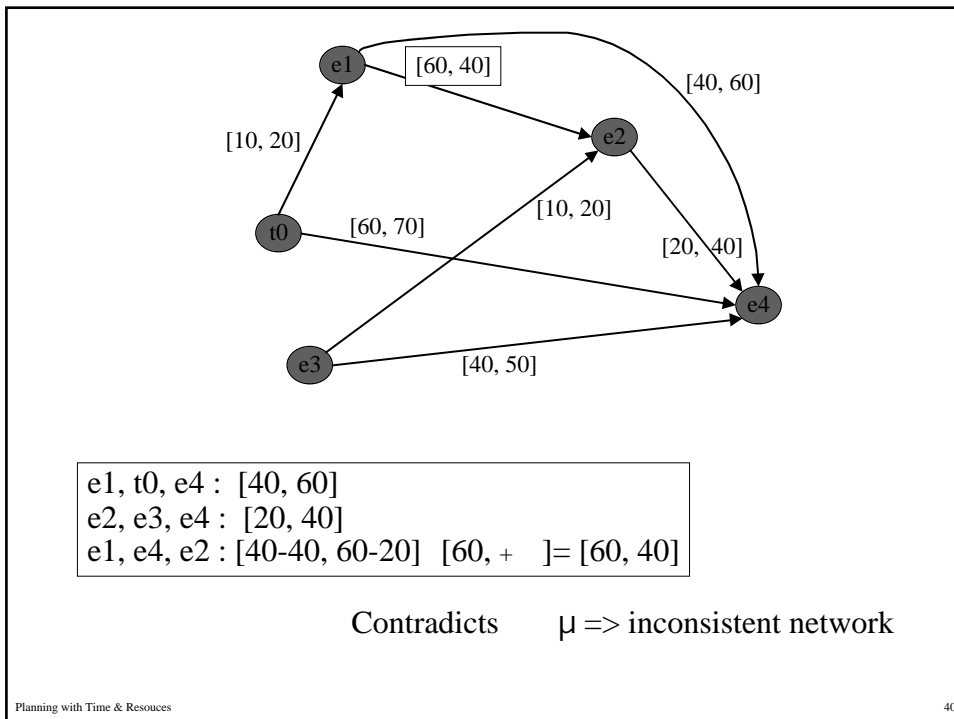 e1
[60, 40]
[40, 60]
[10, 20]
e2
[10, 20]
t0
[60, 70]
[20, 40]
e4
e3
[40, 50]
e1, t0, e4 : [40, 60]
e2, e3, e4 : [20, 40]
e1, e4, e2 : [40-40, 60-20] [60, + ]= [60, 40]
Contradicts µ => inconsistent network
Planning with Time & Resouces 40